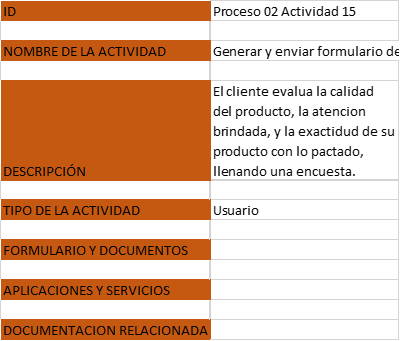 ID Proceso 02 Actividad 15
NOMBRE DE LA ACTIVIDAD Generar y enviar formulario de
El cliente evalua la calidad
del producto, la atencion
brindada, y la exactidud de su
producto con lo pactado,
DESCRIPCIÓN llenando una encuesta.
TIPO DE LA ACTIVIDAD Usuario
FORMULARIO Y DOCUMENTOS
APLICACIONES Y SERVICIOS
DOCUMENTACION RELACIONADA